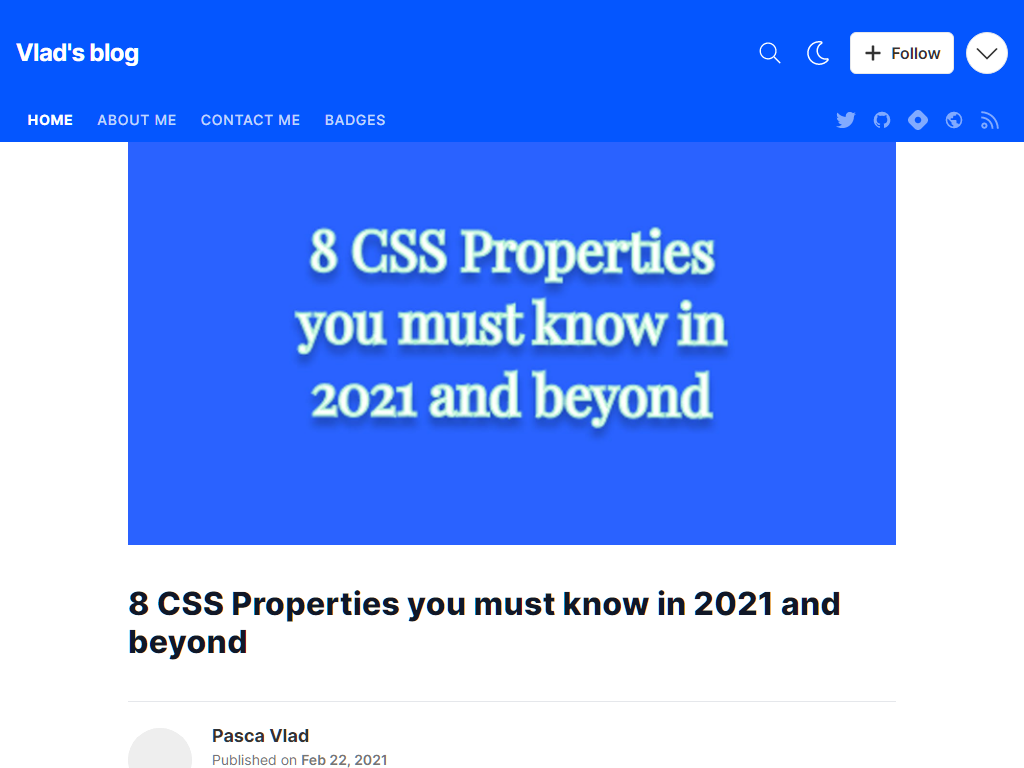 Vlad's blog
Follow
HOME ABOUT ME CONTACT ME BADGES
8 CSS Properties
you must know in
2021 and beyond
8 CSS Properties you must know in 2021 and
beyond
Pasca Vlad
Published on Feb 22, 2021